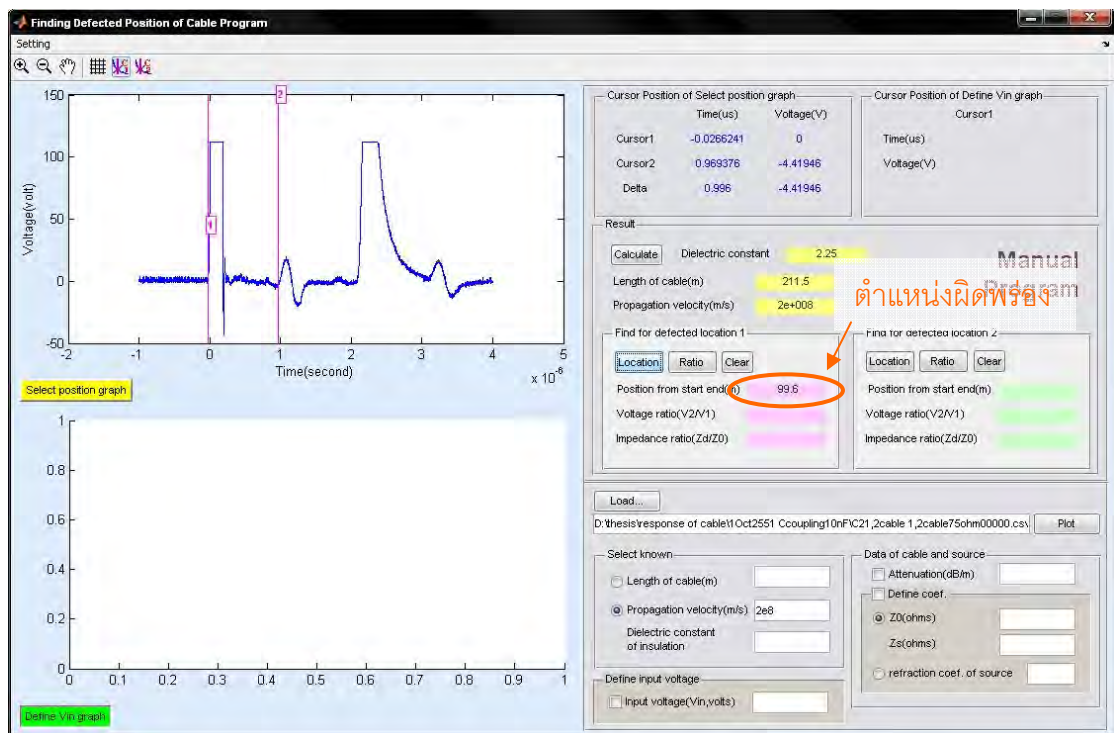 Finding Defected Position of Cable Program
Setting
150
100
50
0
-50
-2 -1 0 1 2 3 4 5
Time(second)
x 10⁻⁶
Voltage(volt)
2
Select position graph
1
0.8
0.6
0.4
0.2
0
0 0.1 0.2 0.3 0.4 0.5 0.6 0.7 0.8 0.9 1
Define Vin graph
Cursor Position of Select position graph
Time(us) Voltage(V)
Cursor1 -0.0266241 0
Cursor2 0.969376 -4.41946
Delta 0.996 -4.41946
Cursor Position of Define Vin graph
Cursor1
Time(us)
Voltage(V)
Result
Calculate Dielectric constant 2.25
Length of cable(m) 211.5
Propagation velocity(m/s) 2e+008
Manual
Program
ตำแหน่งผิดพร่อง
Find for defected location 1
Location Ratio Clear
Position from start end(m) 99.6
Voltage ratio(V2/V1)
Impedance ratio(Zd/Z0)
Find for defected location 2
Location Ratio Clear
Position from start end(m)
Voltage ratio(V2/V1)
Impedance ratio(Zd/Z0)
Load...
D:\thesis\response of cable\1Oct2551 Ccoupling10nF\C21,2cable 1,2cable75ohm00000.csv
Plot
Select known
Length of cable(m)
Propagation velocity(m/s) 2e8
Dielectric constant
of insulation
Define input voltage
Input voltage(Vin,volts)
Data of cable and source
Attenuation(dB/m)
Define coef.
Z0(ohms)
Zs(ohms)
refraction coef. of source